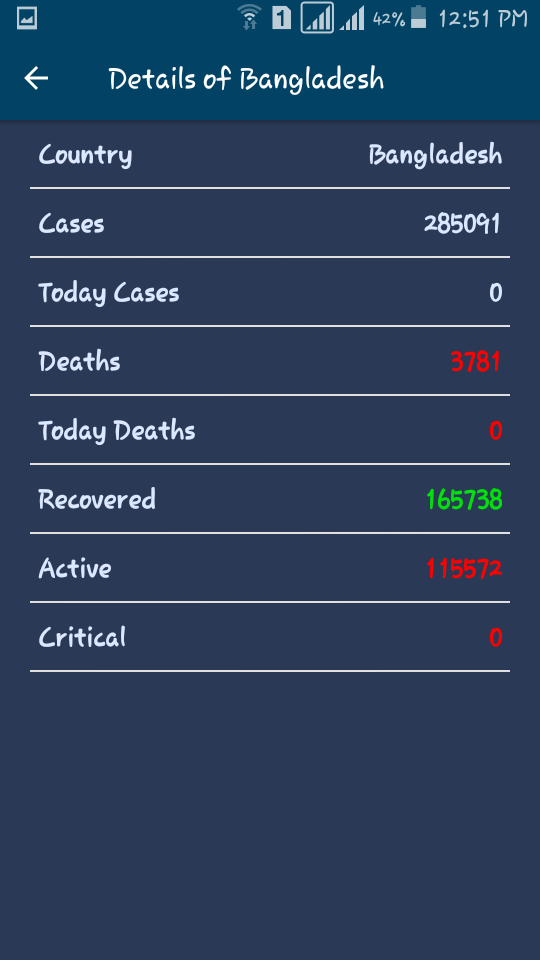 42% 12:51 PM
Details of Bangladesh
Country Bangladesh
Cases 285091
Today Cases 0
Deaths 3781
Today Deaths 0
Recovered 165738
Active 115572
Critical 0